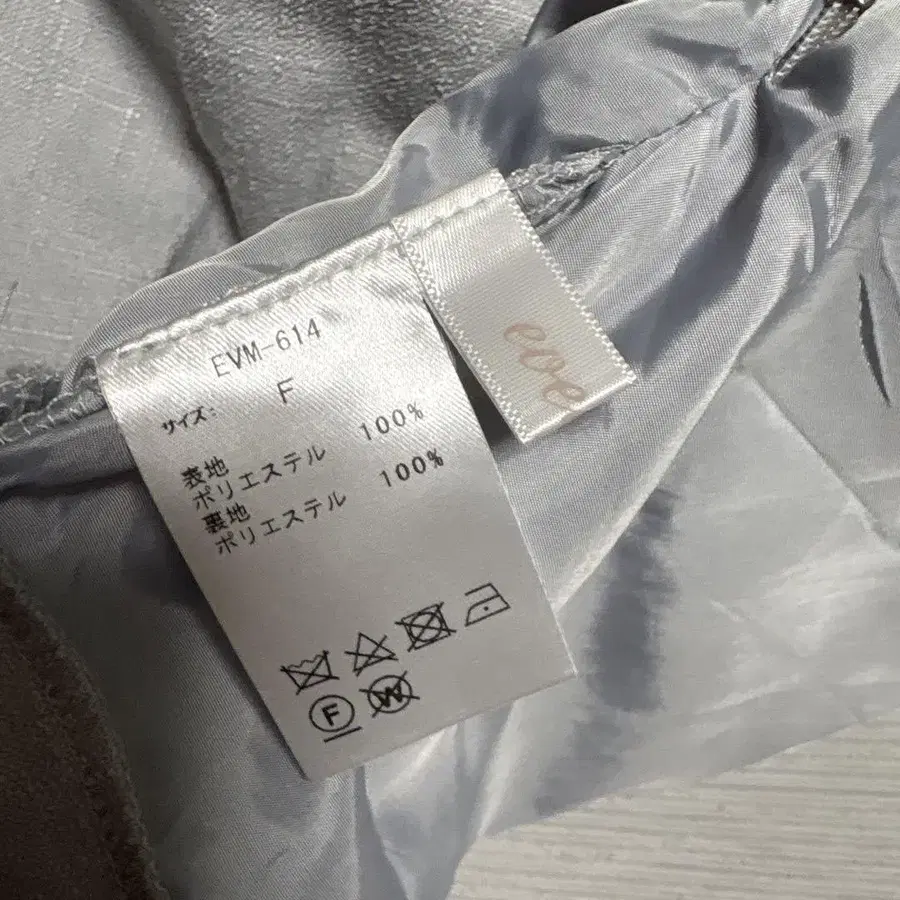 EVM-614
サイズ: F
表地
ポリエステル 100%
裏地
ポリエステル 100%
F
W
eve